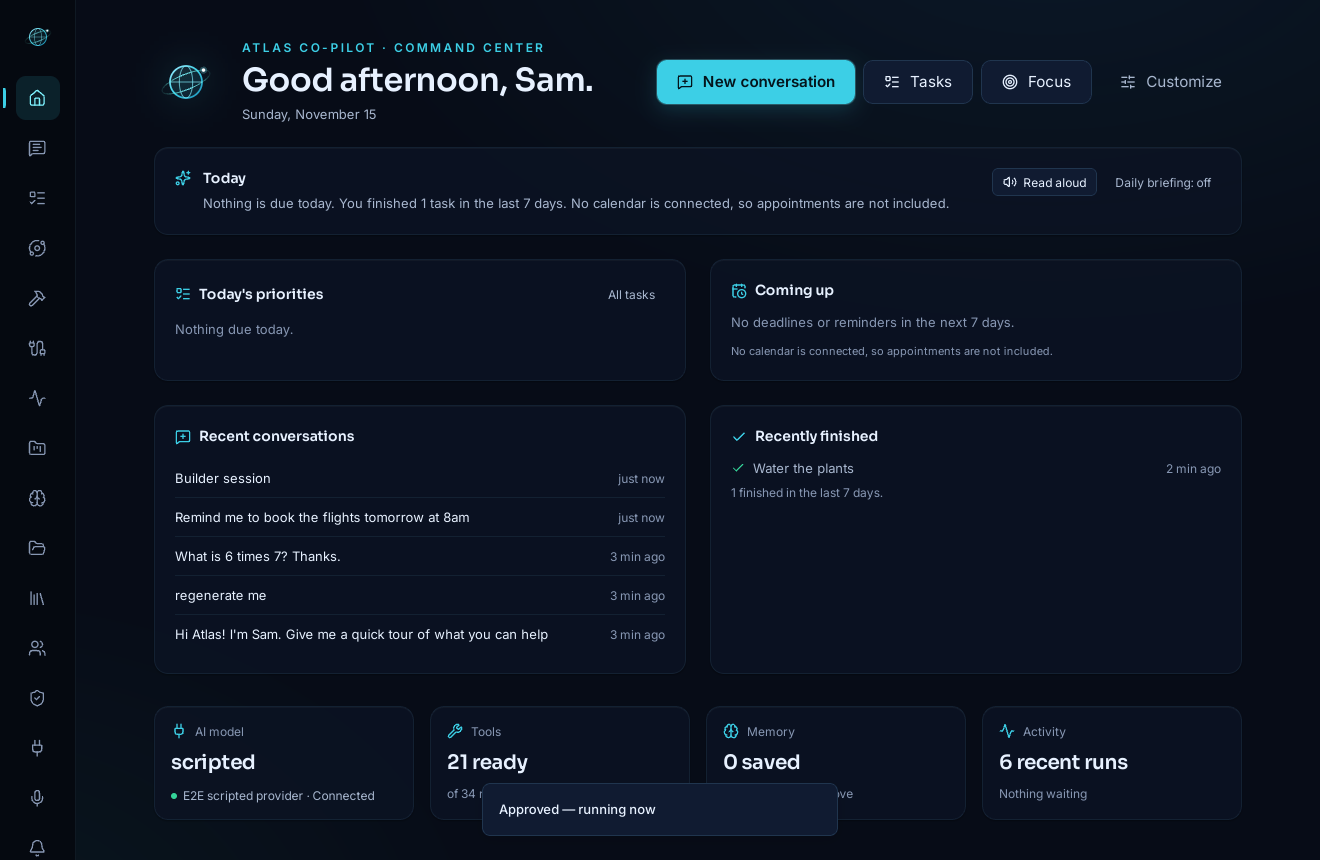 ATLAS CO-PILOT · COMMAND CENTER
Good afternoon, Sam.
Sunday, November 15
New conversation
Tasks
Focus
Customize
Today
Nothing is due today. You finished 1 task in the last 7 days. No calendar is connected, so appointments are not included.
Read aloud
Daily briefing: off
Today's priorities
All tasks
Nothing due today.
Coming up
No deadlines or reminders in the next 7 days.
No calendar is connected, so appointments are not included.
Recent conversations
Builder session just now
Remind me to book the flights tomorrow at 8am just now
What is 6 times 7? Thanks. 3 min ago
regenerate me 3 min ago
Hi Atlas! I'm Sam. Give me a quick tour of what you can help 3 min ago
Recently finished
Water the plants 2 min ago
1 finished in the last 7 days.
AI model
scripted
E2E scripted provider · Connected
Tools
21 ready
of 34
Memory
0 saved
Activity
6 recent runs
Nothing waiting
Approved — running now